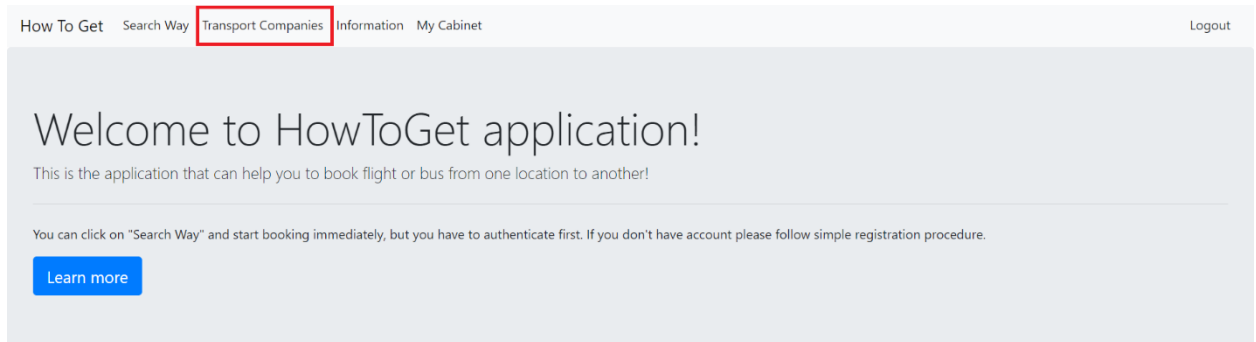 How To Get Search Way Transport Companies Information My Cabinet Logout
Welcome to HowToGet application!
This is the application that can help you to book flight or bus from one location to another!
You can click on "Search Way" and start booking immediately, but you have to authenticate first. If you don't have account please follow simple registration procedure.
Learn more